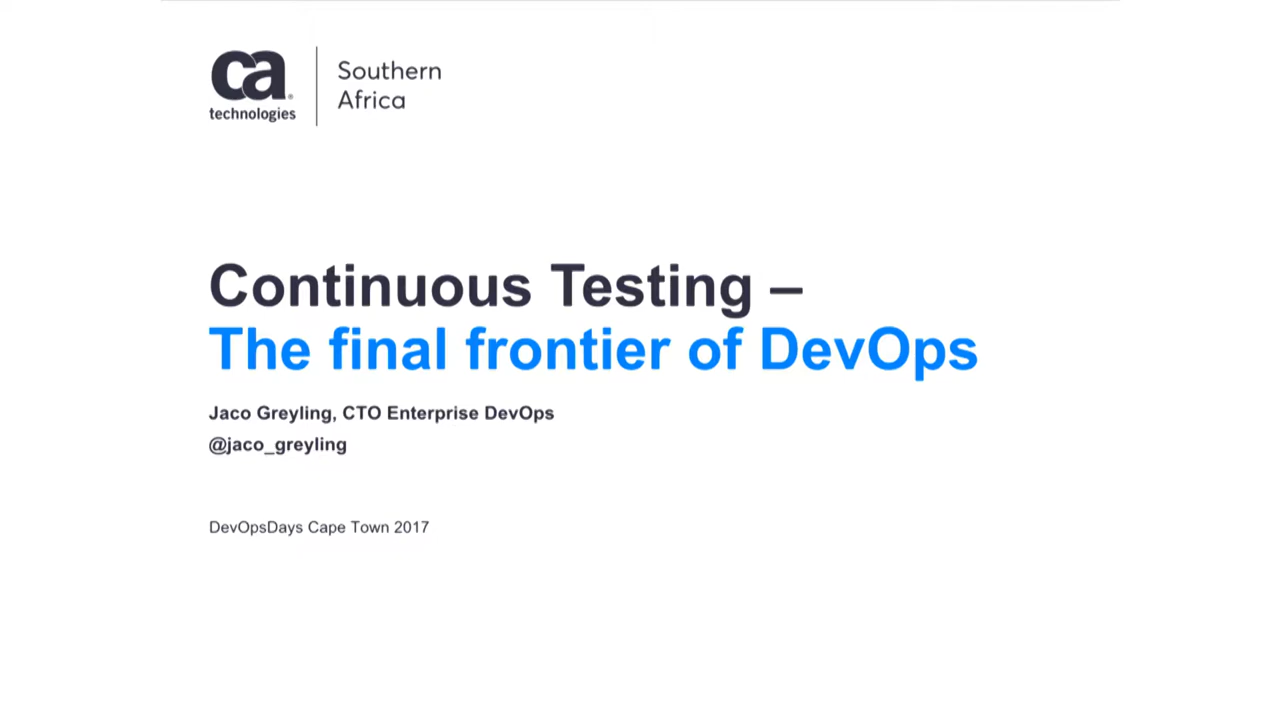 ca
technologies
Southern
Africa
Continuous Testing –
The final frontier of DevOps
Jaco Greyling, CTO Enterprise DevOps
@jaco_greyling
DevOpsDays Cape Town 2017